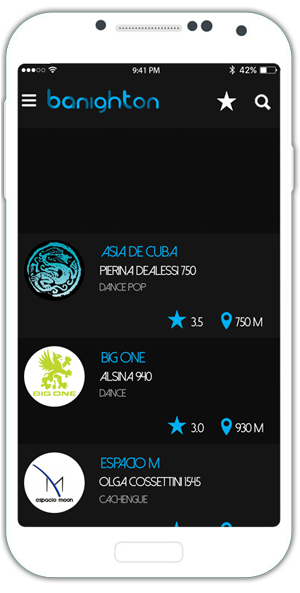 9:41 PM
42%
banighton
ASIA DE CUBA
PIERINA DEALESSI 750
DANCE POP
3.5
750 M
BIG ONE
BIG ONE
ALSINA 940
DANCE
3.0
930 M
ESPACIO M
OLGA COSSETTINI 1545
CACHENGUE
M
espacio moon